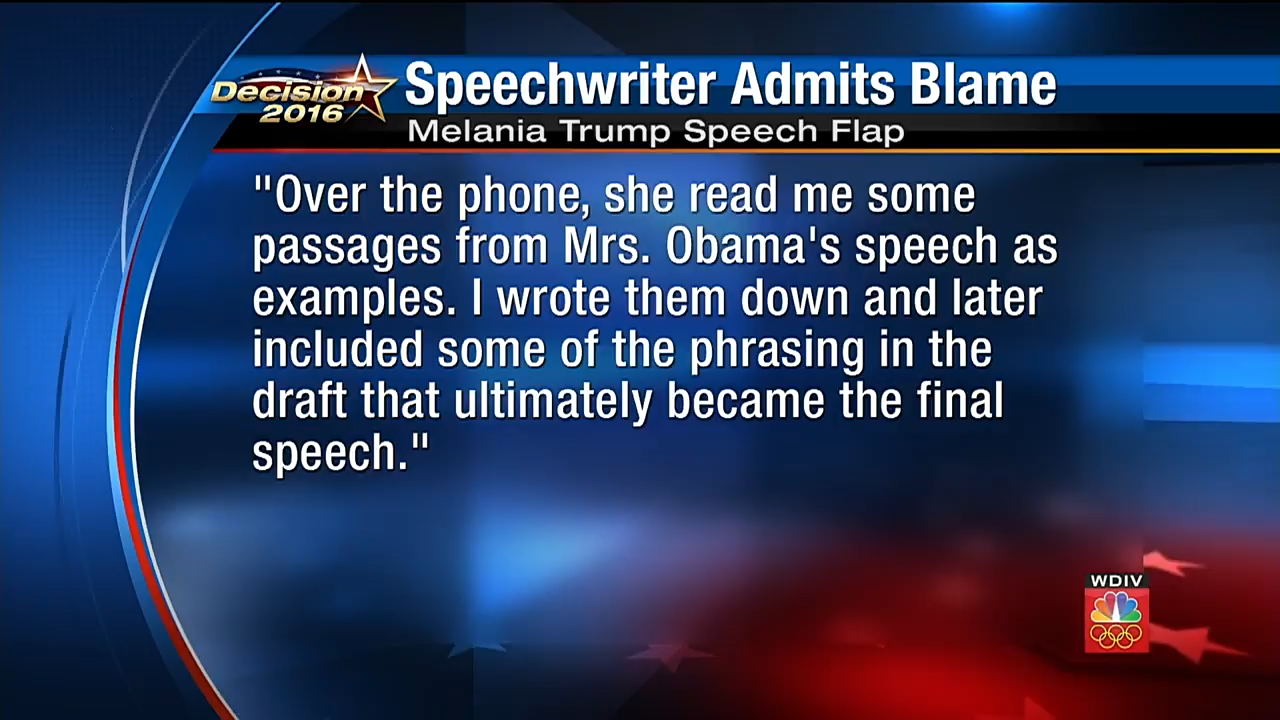 Decision
2016
Speechwriter Admits Blame
Melania Trump Speech Flap
"Over the phone, she read me some
passages from Mrs. Obama's speech as
examples. I wrote them down and later
included some of the phrasing in the
draft that ultimately became the final
speech."
WDIV